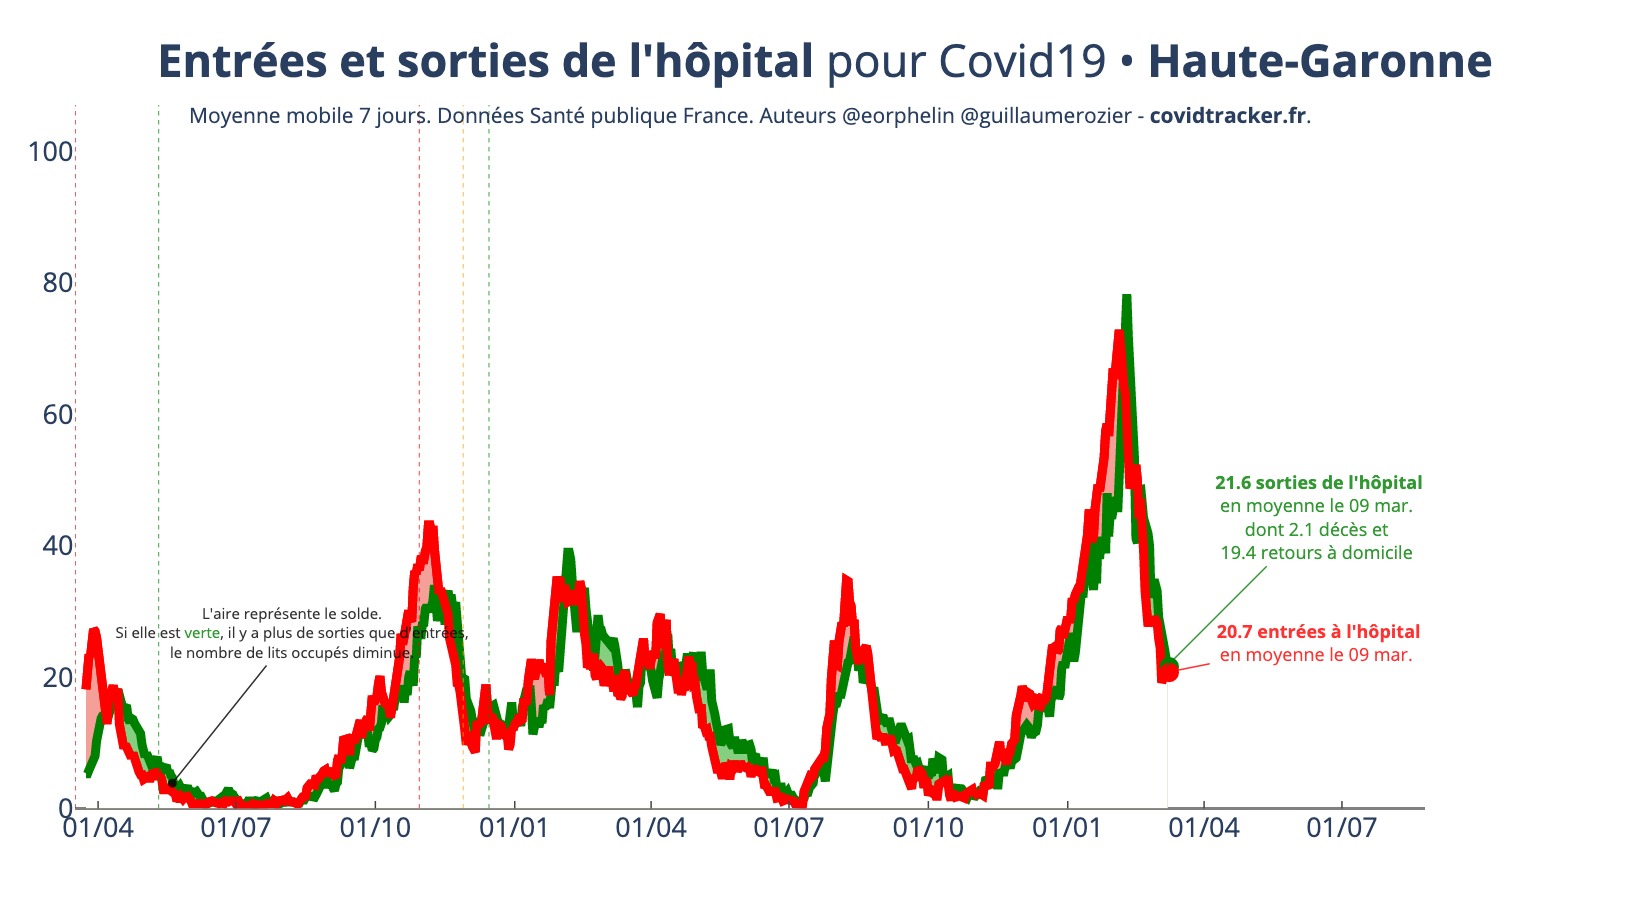 Entrées et sorties de l'hôpital pour Covid19 • Haute-Garonne
Moyenne mobile 7 jours. Données Santé publique France. Auteurs @eorphelin @guillaumerozier - covidtracker.fr.
100
80
60
40
20
0
L'aire représente le solde.
Si elle est verte, il y a plus de sorties que d'entrées,
le nombre de lits occupés diminue.
21.6 sorties de l'hôpital
en moyenne le 09 mar.
dont 2.1 décès et
19.4 retours à domicile
20.7 entrées à l'hôpital
en moyenne le 09 mar.
01/04 01/07 01/10 01/01 01/04 01/07 01/10 01/01 01/04 01/07